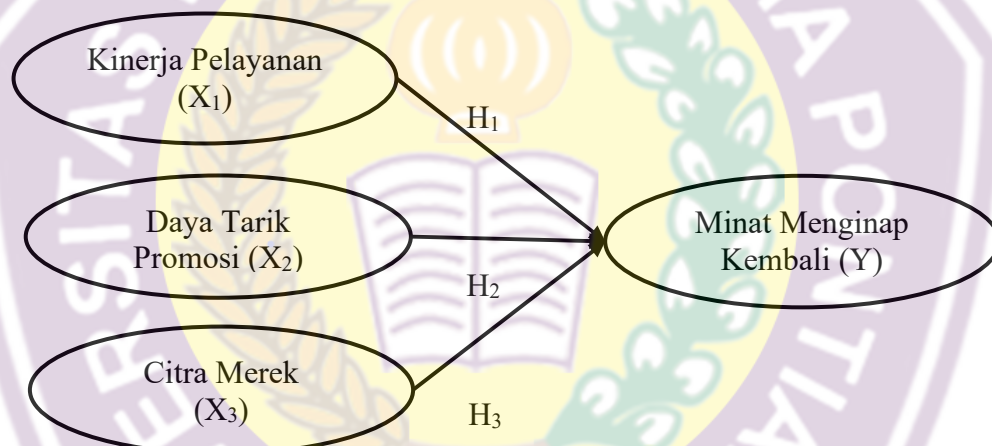 Kinerja Pelayanan
(X₁)
H₁
Daya Tarik
Promosi (X₂)
Minat Menginap
Kembali (Y)
H₂
Citra Merek
(X₃)
H₃